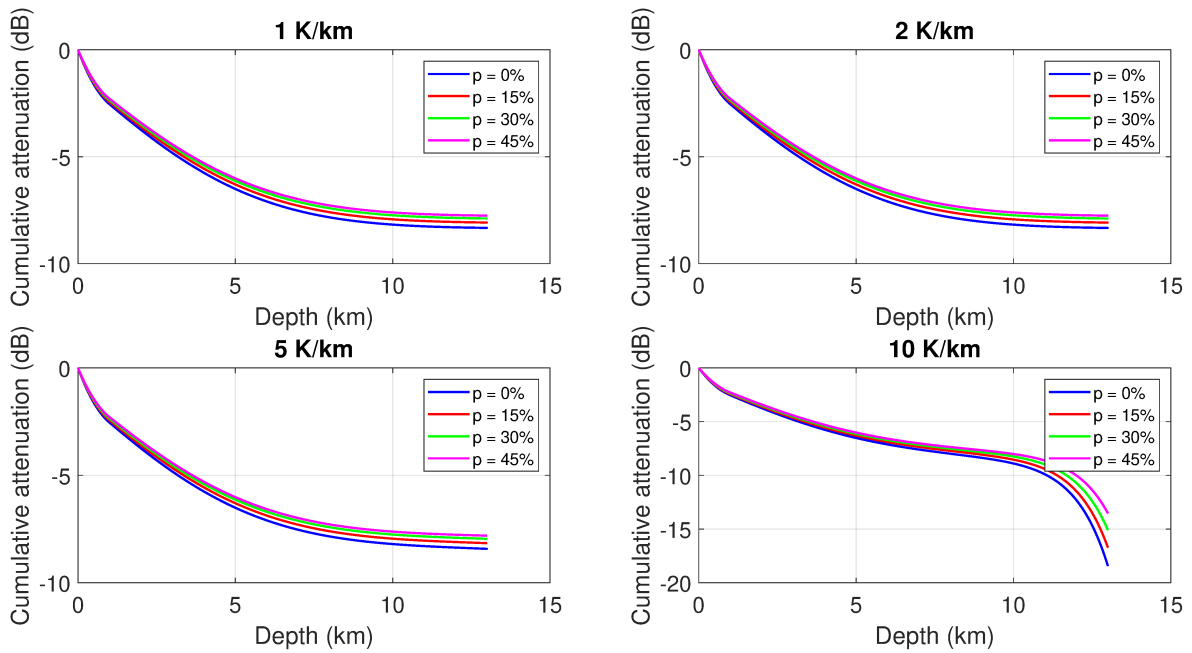 1 K/km
Cumulative attenuation (dB)
0
-5
-10
p = 0%
p = 15%
p = 30%
p = 45%
0 5 10 15
Depth (km)
2 K/km
Cumulative attenuation (dB)
0
-5
-10
p = 0%
p = 15%
p = 30%
p = 45%
0 5 10 15
Depth (km)
5 K/km
Cumulative attenuation (dB)
0
-5
-10
p = 0%
p = 15%
p = 30%
p = 45%
0 5 10 15
Depth (km)
10 K/km
Cumulative attenuation (dB)
0
-5
-10
-15
-20
p = 0%
p = 15%
p = 30%
p = 45%
0 5 10 15
Depth (km)